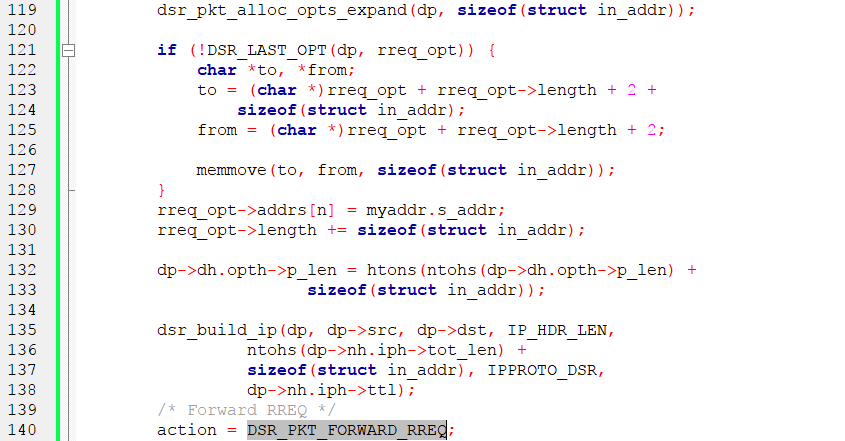 119 dsr_pkt_alloc_opts_expand(dp, sizeof(struct in_addr));
120
121 if (!DSR_LAST_OPT(dp, rreq_opt)) {
122 char *to, *from;
123 to = (char *)rreq_opt + rreq_opt->length + 2 +
124 sizeof(struct in_addr);
125 from = (char *)rreq_opt + rreq_opt->length + 2;
126
127 memmove(to, from, sizeof(struct in_addr));
128 }
129 rreq_opt->addrs[n] = myaddr.s_addr;
130 rreq_opt->length += sizeof(struct in_addr);
131
132 dp->dh.opth->p_len = htons(ntohs(dp->dh.opth->p_len) +
133 sizeof(struct in_addr));
134
135 dsr_build_ip(dp, dp->src, dp->dst, IP_HDR_LEN,
136 ntohs(dp->nh.iph->tot_len) +
137 sizeof(struct in_addr), IPPROTO_DSR,
138 dp->nh.iph->ttl);
139 /* Forward RREQ */
140 action = DSR_PKT_FORWARD_RREQ;